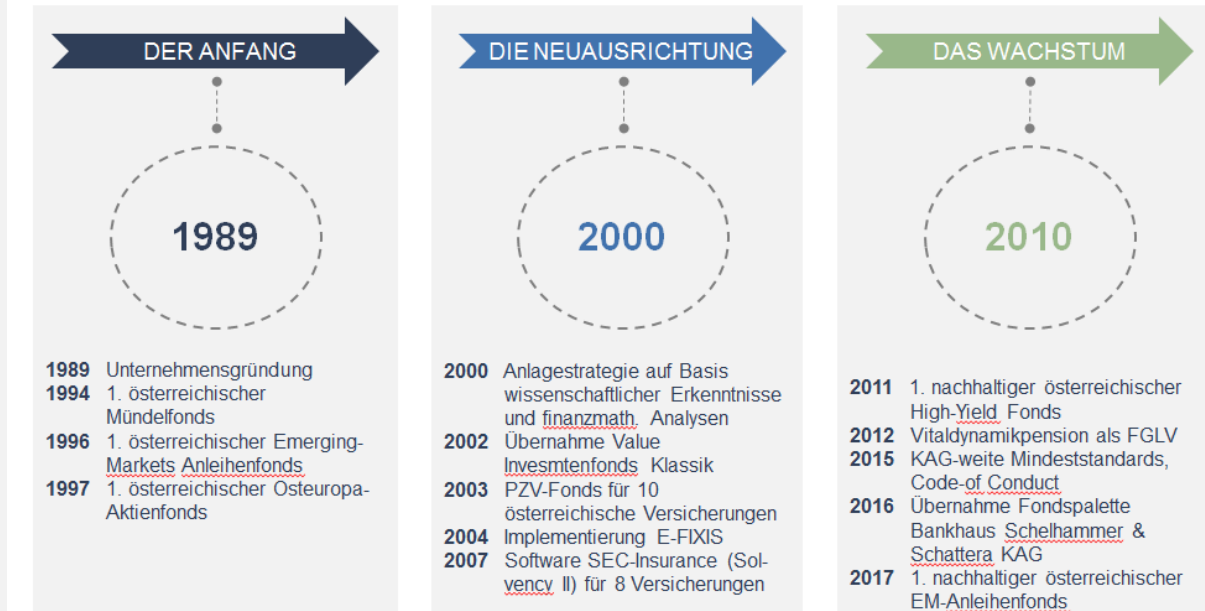 DER ANFANG
1989
1989 Unternehmensgründung
1994 1. österreichischer
Mündelfonds
1996 1. österreichischer Emerging-
Markets Anleihenfonds
1997 1. österreichischer Osteuropa-
Aktienfonds
DIE NEUAUSRICHTUNG
2000
2000 Anlagestrategie auf Basis
wissenschaftlicher Erkenntnisse
und finanzmath. Analysen
2002 Übernahme Value
Invesmtenfonds Klassik
2003 PZV-Fonds für 10
österreichische Versicherungen
2004 Implementierung E-FIXIS
2007 Software SEC-Insurance (Sol-
vency II) für 8 Versicherungen
DAS WACHSTUM
2010
2011 1. nachhaltiger österreichischer
High-Yield Fonds
2012 Vitaldynamikpension als FGLV
2015 KAG-weite Mindeststandards,
Code-of Conduct
2016 Übernahme Fondspalette
Bankhaus Schelhammer &
Schattera KAG
2017 1. nachhaltiger österreichischer
EM-Anleihenfonds